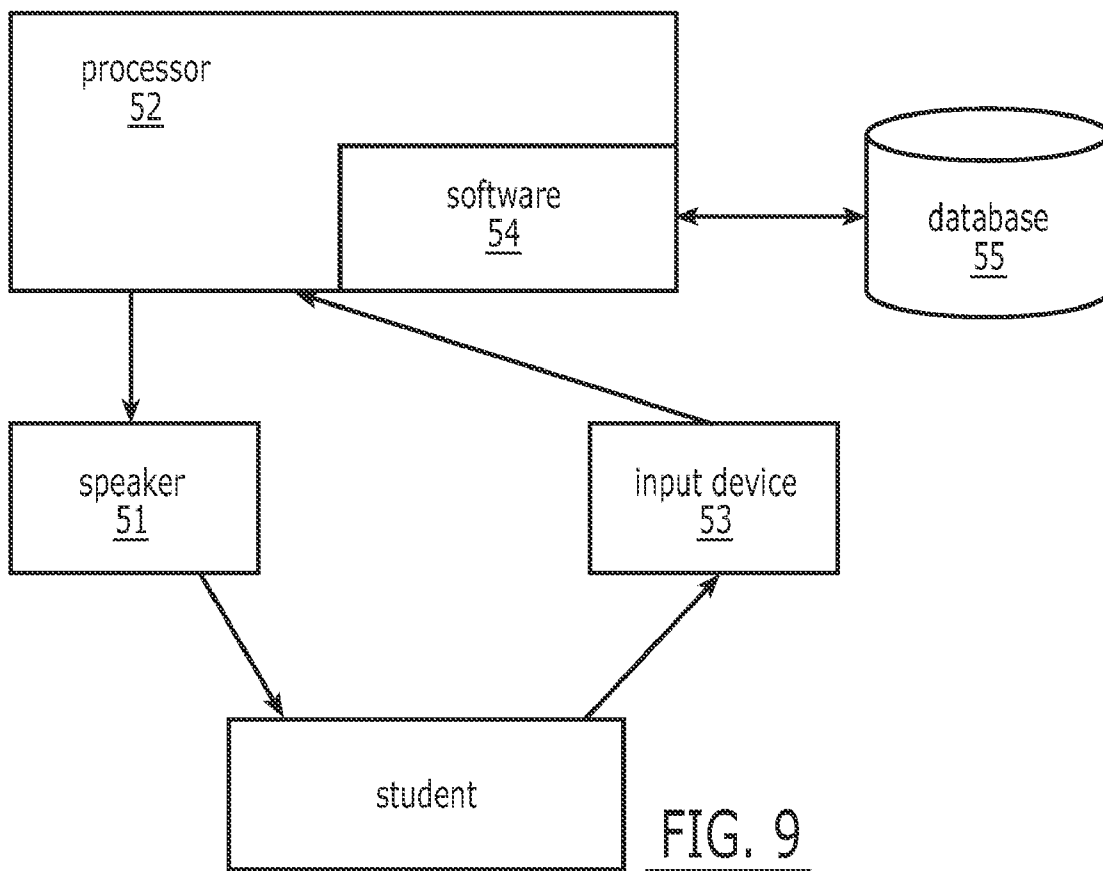 processor
52
software
54
database
55
speaker
51
input device
53
student
FIG. 9